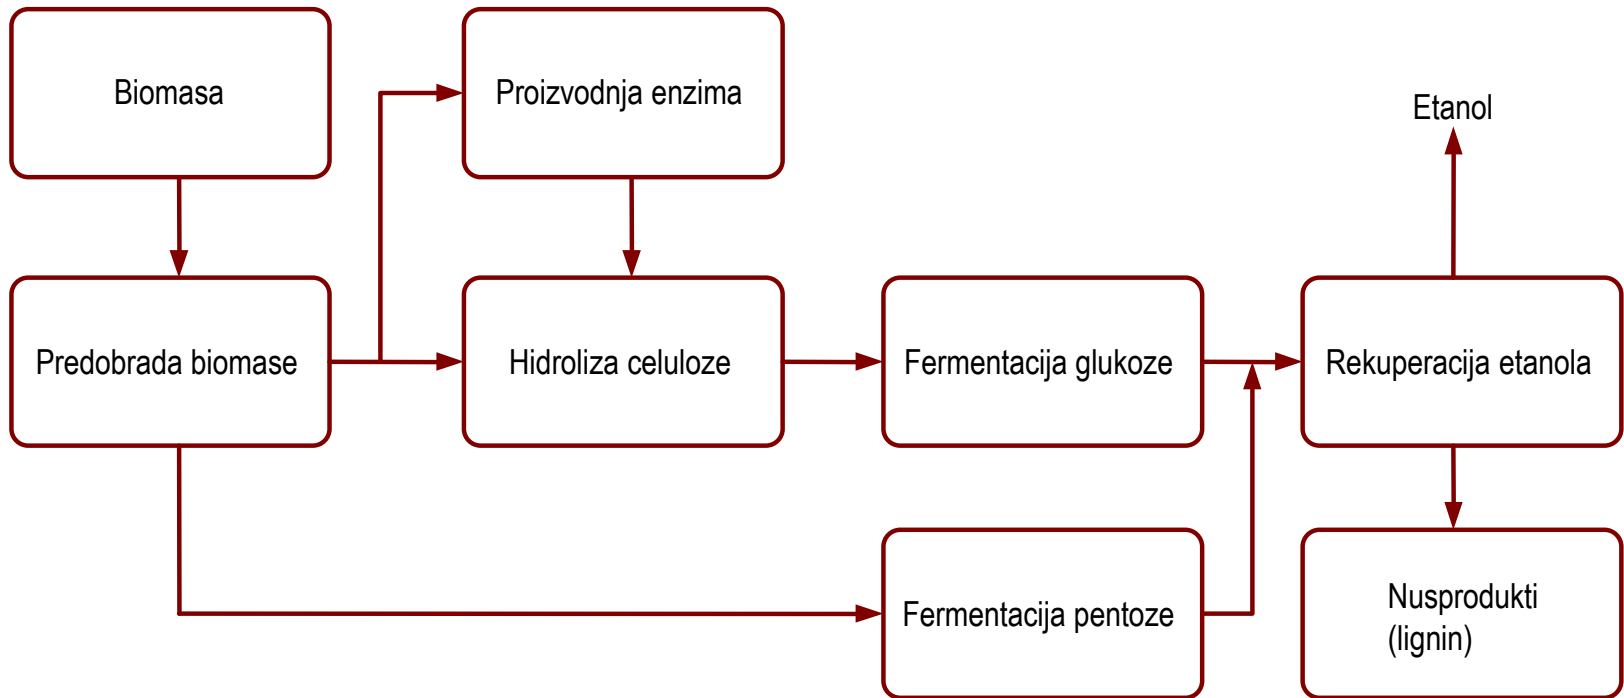 Biomasa
Proizvodnja enzima
Etanol
Predobrada biomase
Hidroliza celuloze
Fermentacija glukoze
Rekuperacija etanola
Fermentacija pentoze
Nusprodukti
(lignin)